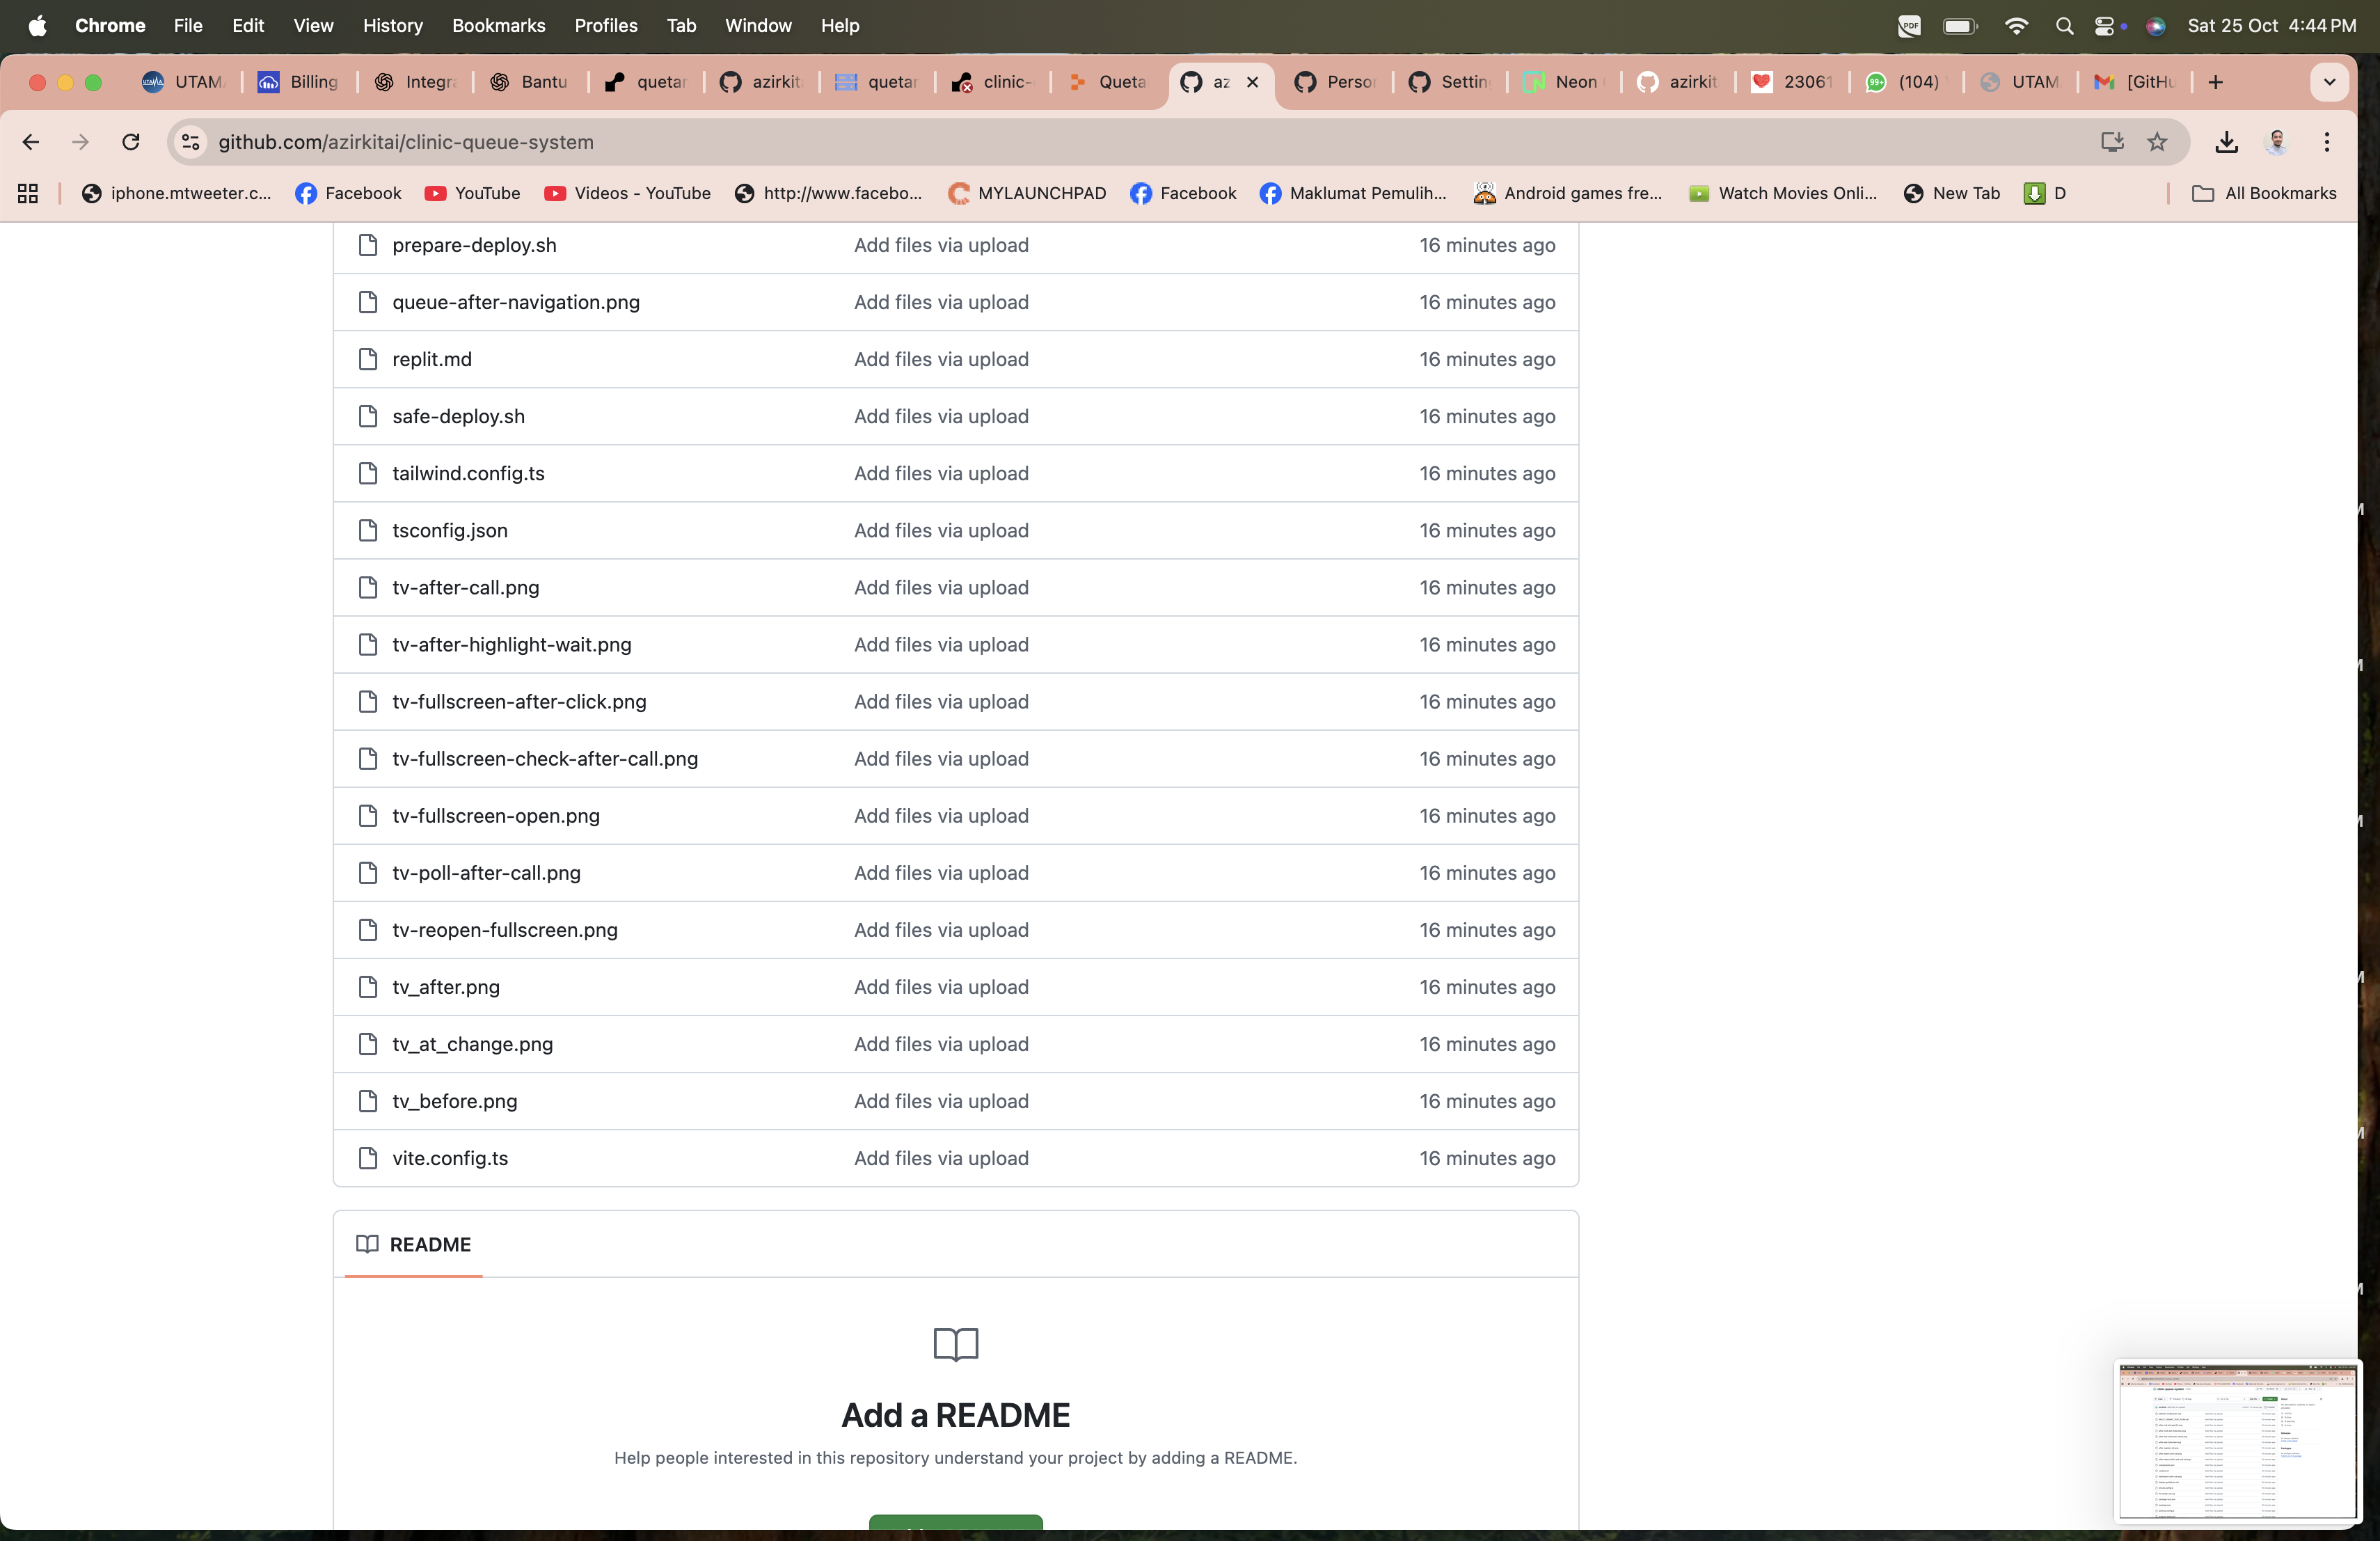 Chrome File Edit View History Bookmarks Profiles Tab Window Help PDF Sat 25 Oct 4:44 PM
UTAM Billing Integra Bantu quetar azirkit quetar clinic- Queta az Person Setting Neon azirkit 23061 99+ (104) UTAM [GitHu
github.com/azirkitai/clinic-queue-system
iphone.mtweeter.c... Facebook YouTube Videos - YouTube http://www.facebo... MYLAUNCHPAD Facebook Maklumat Pemulih... Android games fre... Watch Movies Onli... New Tab D All Bookmarks
prepare-deploy.sh Add files via upload 16 minutes ago
queue-after-navigation.png Add files via upload 16 minutes ago
replit.md Add files via upload 16 minutes ago
safe-deploy.sh Add files via upload 16 minutes ago
tailwind.config.ts Add files via upload 16 minutes ago
tsconfig.json Add files via upload 16 minutes ago
tv-after-call.png Add files via upload 16 minutes ago
tv-after-highlight-wait.png Add files via upload 16 minutes ago
tv-fullscreen-after-click.png Add files via upload 16 minutes ago
tv-fullscreen-check-after-call.png Add files via upload 16 minutes ago
tv-fullscreen-open.png Add files via upload 16 minutes ago
tv-poll-after-call.png Add files via upload 16 minutes ago
tv-reopen-fullscreen.png Add files via upload 16 minutes ago
tv_after.png Add files via upload 16 minutes ago
tv_at_change.png Add files via upload 16 minutes ago
tv_before.png Add files via upload 16 minutes ago
vite.config.ts Add files via upload 16 minutes ago
README
Add a README
Help people interested in this repository understand your project by adding a README.